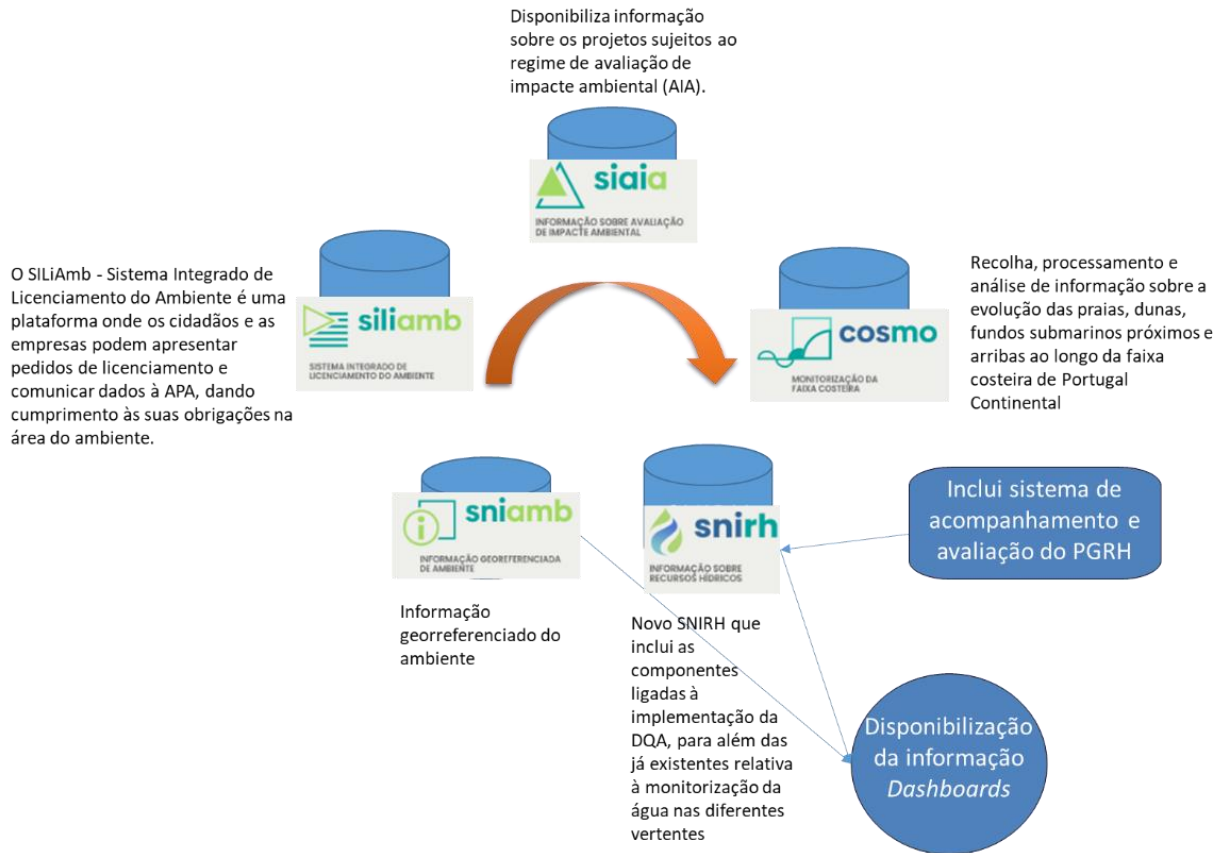 Disponibiliza informação
sobre os projetos sujeitos ao
regime de avaliação de
impacte ambiental (AIA).
siaia
INFORMAÇÃO SOBRE AVALIAÇÃO
DE IMPACTE AMBIENTAL
O SILiAmb - Sistema Integrado de
Licenciamento do Ambiente é uma
plataforma onde os cidadãos e as
empresas podem apresentar
pedidos de licenciamento e
comunicar dados à APA, dando
cumprimento às suas obrigações na
área do ambiente.
siliamb
SISTEMA INTEGRADO DE
LICENCIAMENTO DO AMBIENTE
cosmo
MONITORIZAÇÃO DA
FAIXA COSTEIRA
Recolha, processamento e
análise de informação sobre a
evolução das praias, dunas,
fundos submarinos próximos e
arribas ao longo da faixa
costeira de Portugal
Continental
sniamb
INFORMAÇÃO GEOREFERENCIADA
DE AMBIENTE
Informação
georreferenciado do
ambiente
snirh
INFORMAÇÃO SOBRE
RECURSOS HÍDRICOS
Novo SNIRH que
inclui as
componentes
ligadas à
implementação da
DQA, para além das
já existentes relativa
à monitorização da
água nas diferentes
vertentes
Inclui sistema de
acompanhamento e
avaliação do PGRH
Disponibilização
da informação
Dashboards